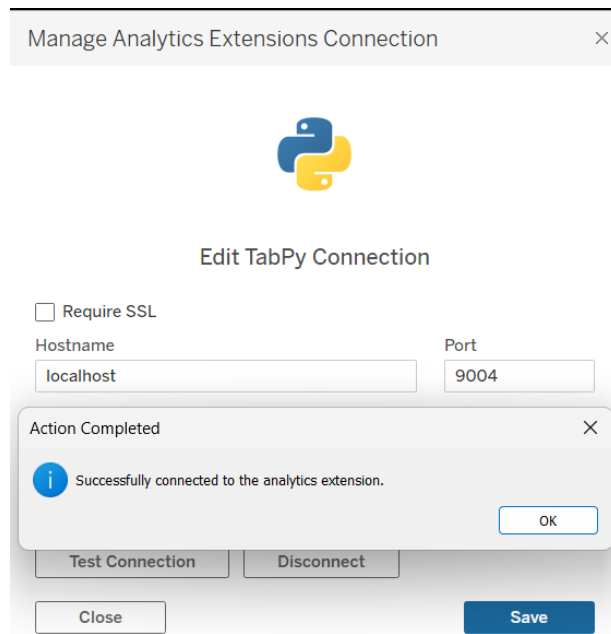 Manage Analytics Extensions Connection
Edit TabPy Connection
Require SSL
Hostname Port
localhost 9004
Action Completed
Successfully connected to the analytics extension.
OK
Test Connection Disconnect
Close Save